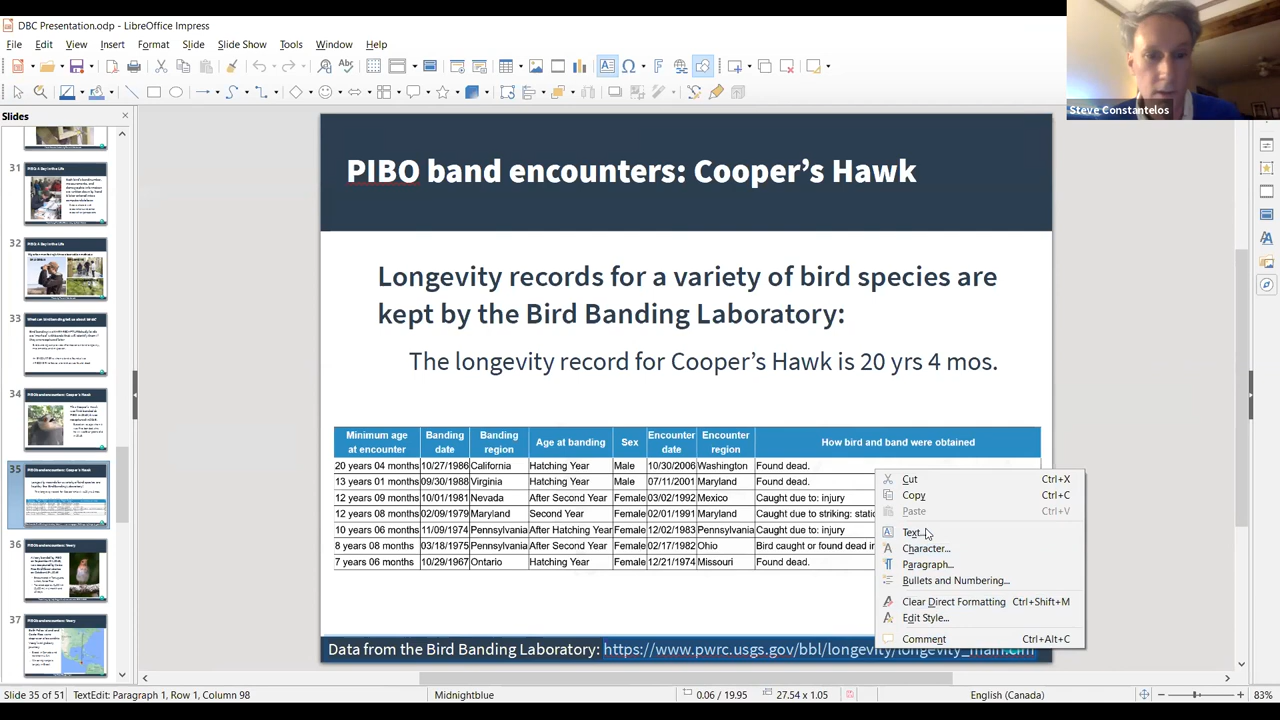 DBC Presentation.odp - LibreOffice Impress
File Edit View Insert Format Slide Slide Show Tools Window Help
Steve Constantelos
Slides
31
32
33
34
35
36
37
PIBO band encounters: Cooper's Hawk
Longevity records for a variety of bird species are
kept by the Bird Banding Laboratory:
The longevity record for Cooper's Hawk is 20 yrs 4 mos.
Minimum age at encounter Banding date Banding region Age at banding Sex Encounter date Encounter region How bird and band were obtained
20 years 04 months 10/27/1986 California Hatching Year Male 10/30/2006 Washington Found dead.
13 years 01 months 09/30/1988 Virginia Hatching Year Male 07/11/2001 Maryland Found dead.
12 years 09 months 10/01/1981 Nevada After Second Year Female 03/02/1992 Mexico Caught due to: injury
12 years 08 months 02/09/1979 Maryland Second Year Female 02/01/1991 Maryland Caught due to striking:
10 years 06 months 11/09/1974 Pennsylvania After Hatching Year Female 12/02/1983 Pennsylvania Caught due to: injury
8 years 08 months 03/18/1975 Pennsylvania After Second Year Female 02/17/1982 Ohio Bird caught or found dead
7 years 06 months 10/29/1967 Ontario Hatching Year Female 12/21/1974 Missouri Found dead.
Cut Ctrl+X
Copy Ctrl+C
Paste Ctrl+V
Text...
Character...
Paragraph...
Bullets and Numbering...
Clear Direct Formatting Ctrl+Shift+M
Edit Style...
Comment Ctrl+Alt+C
Data from the Bird Banding Laboratory: https://www.pwrc.usgs.gov/bbl/longevity/longevity_main.cfm
Slide 35 of 51 TextEdit: Paragraph 1, Row 1, Column 98 Midnightblue 0.06 / 19.95 27.54 x 1.05 English (Canada) 83%